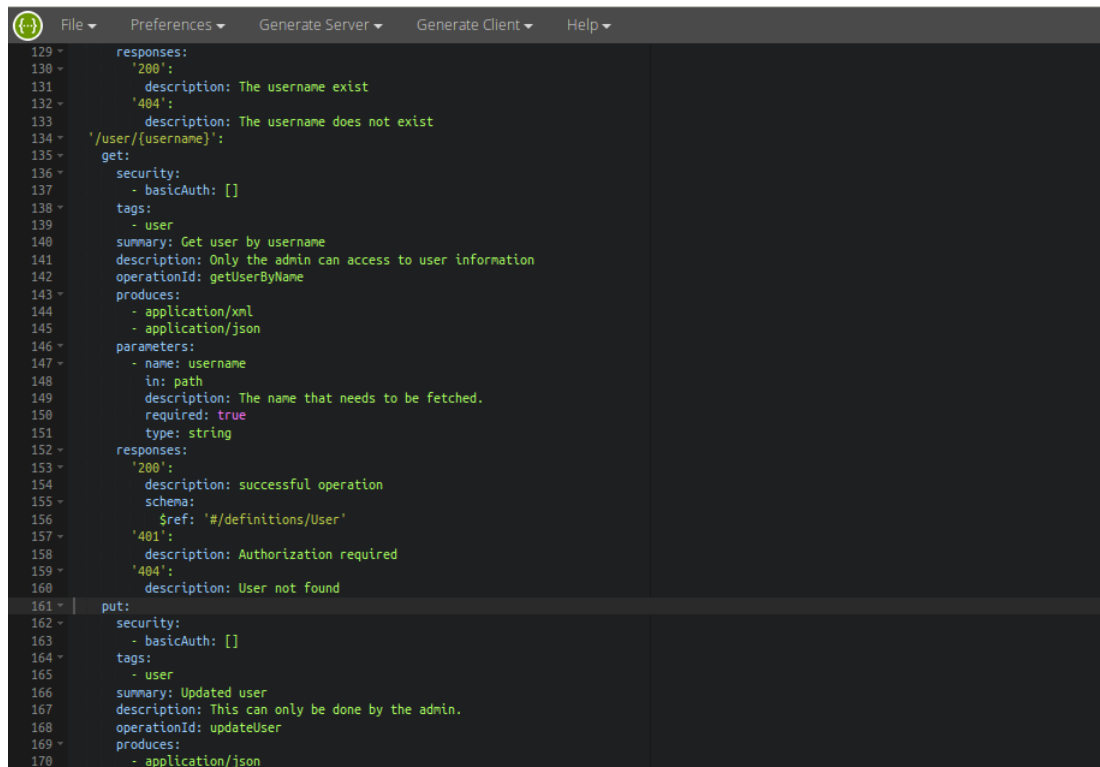 {...} File Preferences Generate Server Generate Client Help
129 responses:
130 '200':
131 description: The username exist
132 '404':
133 description: The username does not exist
134 '/user/{username}':
135 get:
136 security:
137 - basicAuth: []
138 tags:
139 - user
140 summary: Get user by username
141 description: Only the admin can access to user information
142 operationId: getUserByName
143 produces:
144 - application/xml
145 - application/json
146 parameters:
147 - name: username
148 in: path
149 description: The name that needs to be fetched.
150 required: true
151 type: string
152 responses:
153 '200':
154 description: successful operation
155 schema:
156 $ref: '#/definitions/User'
157 '401':
158 description: Authorization required
159 '404':
160 description: User not found
161 put:
162 security:
163 - basicAuth: []
164 tags:
165 - user
166 summary: Updated user
167 description: This can only be done by the admin.
168 operationId: updateUser
169 produces:
170 - application/json